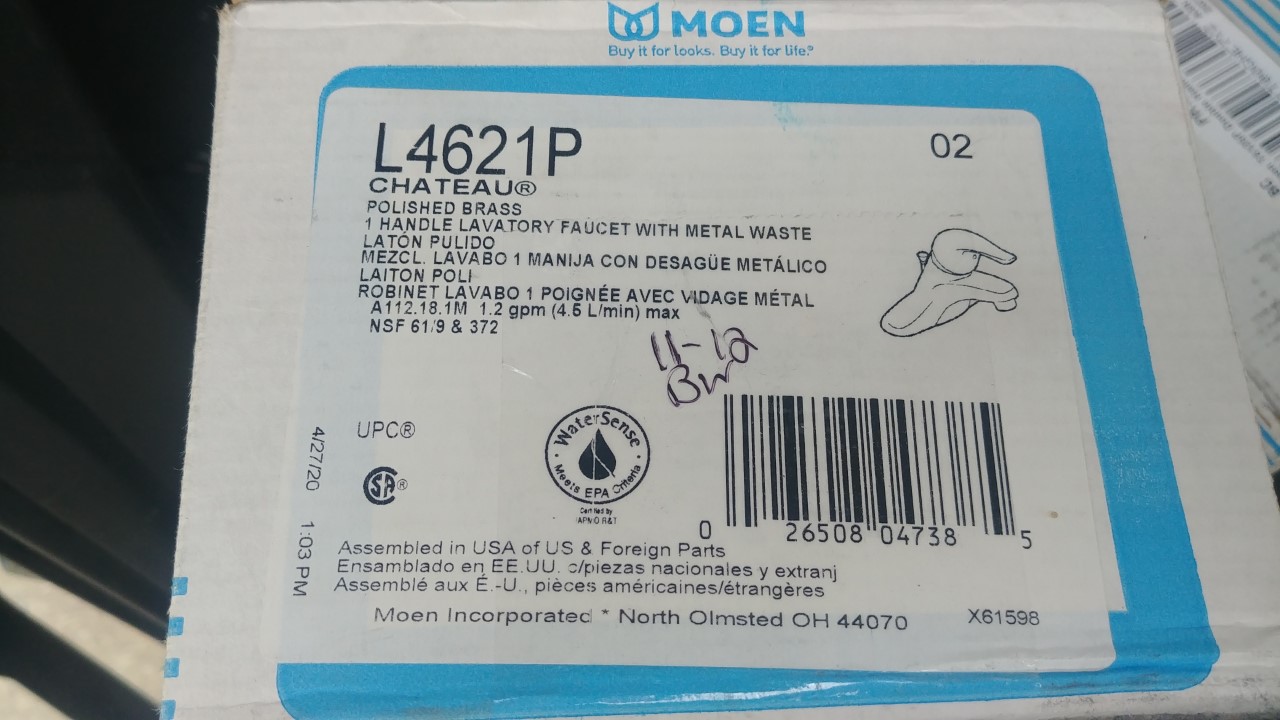 MOEN
Buy it for looks. Buy it for life.®
L4621P
02
CHATEAU®
POLISHED BRASS
1 HANDLE LAVATORY FAUCET WITH METAL WASTE
LATÓN PULIDO
MEZCL. LAVABO 1 MANIJA CON DESAGÜE METÁLICO
LAITON POLI
ROBINET LAVABO 1 POIGNÉE AVEC VIDAGE MÉTAL
A112.18.1M 1.2 gpm (4.5 L/min) max
NSF 61/9 & 372
11-12
BW
UPC®
SA®
4/27/20 1:03 PM
WaterSense
Meets EPA Criteria
Certified by
IAPMO R&T
0 26508 04738 5
Assembled in USA of US & Foreign Parts
Ensamblado en EE.UU. c/piezas nacionales y extranj
Assemblé aux É.-U., pièces américaines/étrangères
Moen Incorporated * North Olmsted OH 44070
X61598